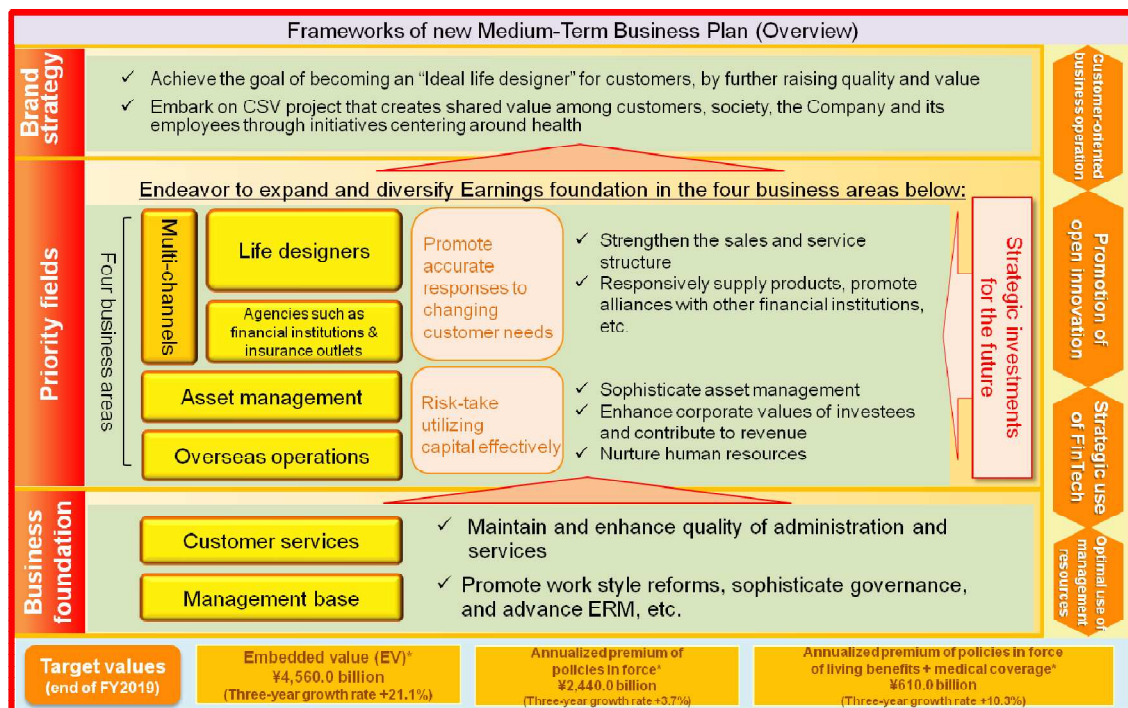 Frameworks of new Medium-Term Business Plan (Overview)
Brand
strategy
✓ Achieve the goal of becoming an “Ideal life designer” for customers, by further raising quality and value
✓ Embark on CSV project that creates shared value among customers, society, the Company and its
employees through initiatives centering around health
Priority fields
Endeavor to expand and diversify Earnings foundation in the four business areas below:
Four business areas
Multi-channels
Life designers
Agencies such as
financial institutions &
insurance outlets
Promote
accurate
responses to
changing
customer needs
✓ Strengthen the sales and service
structure
✓ Responsively supply products, promote
alliances with other financial institutions,
etc.
Asset management
Overseas operations
Risk-take
utilizing
capital effectively
✓ Sophisticate asset management
✓ Enhance corporate values of investees
and contribute to revenue
✓ Nurture human resources
Strategic investments
for the future
Business
foundation
Customer services
✓ Maintain and enhance quality of administration and
services
Management base
✓ Promote work style reforms, sophisticate governance,
and advance ERM, etc.
Customer-oriented
business operation
Promotion of
open innovation
Strategic use
of FinTech
Optimal use of
management
resources
Target values
(end of FY2019)
Embedded value (EV)*
¥4,560.0 billion
(Three-year growth rate +21.1%)
Annualized premium of
policies in force*
¥2,440.0 billion
(Three-year growth rate +3.7%)
Annualized premium of policies in force
of living benefits + medical coverage*
¥610.0 billion
(Three-year growth rate +10.3%)